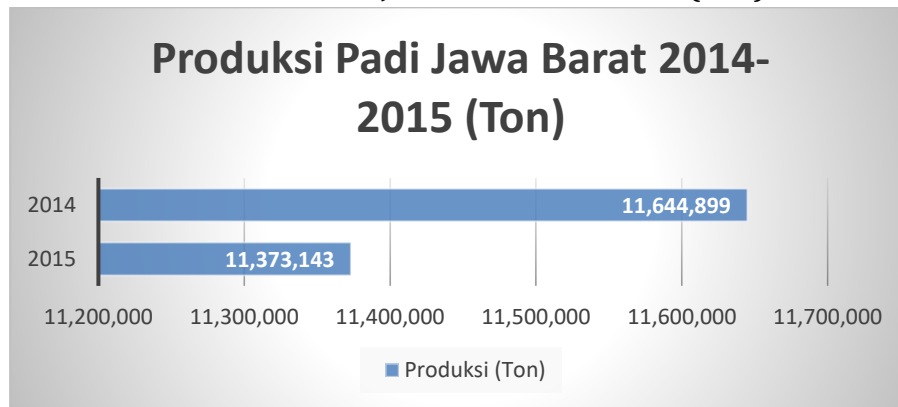 Produksi Padi Jawa Barat 2014-
2015 (Ton)
2014
11,644,899
2015
11,373,143
11,200,000 11,300,000 11,400,000 11,500,000 11,600,000 11,700,000
Produksi (Ton)